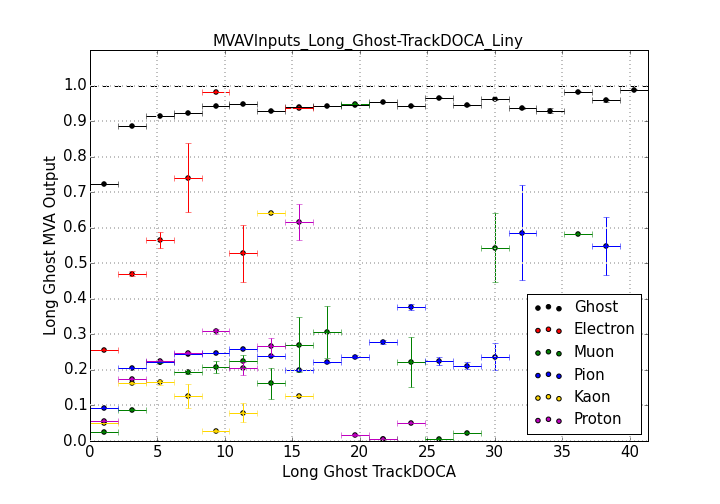 MVAVInputs_Long_Ghost-TrackDOCA_Liny
Long Ghost MVA Output
1.0
0.9
0.8
0.7
0.6
0.5
0.4
0.3
0.2
0.1
0.0
Ghost
Electron
Muon
Pion
Kaon
Proton
0 5 10 15 20 25 30 35 40
Long Ghost TrackDOCA